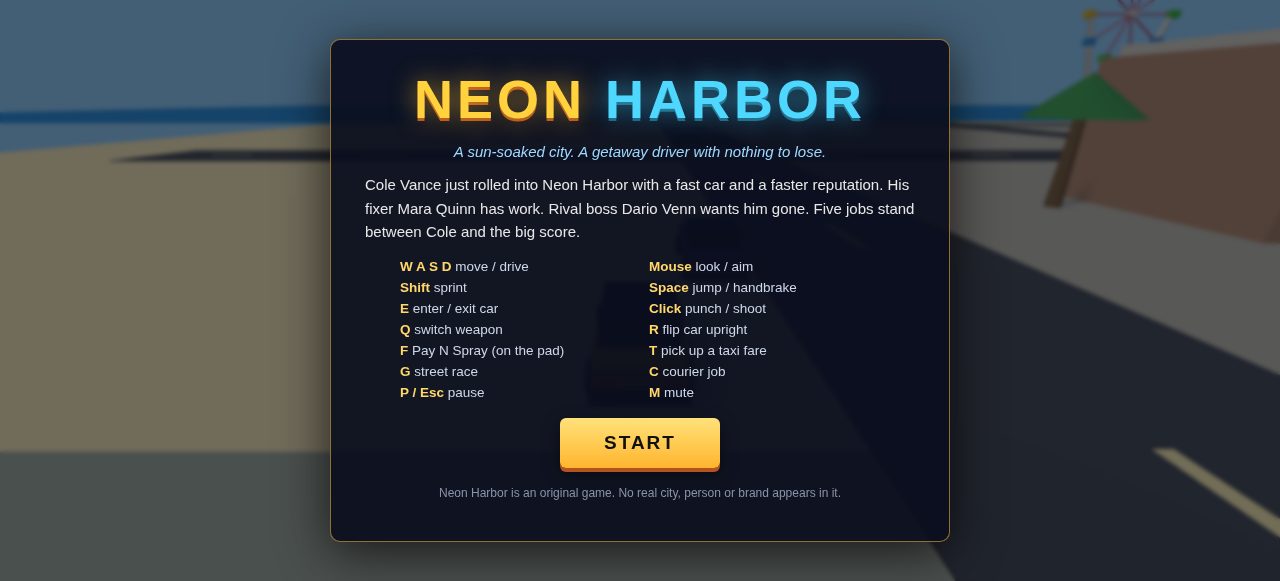 NEON HARBOR
A sun-soaked city. A getaway driver with nothing to lose.
Cole Vance just rolled into Neon Harbor with a fast car and a faster reputation. His
fixer Mara Quinn has work. Rival boss Dario Venn wants him gone. Five jobs stand
between Cole and the big score.
W A S D move / drive
Mouse look / aim
Shift sprint
Space jump / handbrake
E enter / exit car
Click punch / shoot
Q switch weapon
R flip car upright
F Pay N Spray (on the pad)
T pick up a taxi fare
G street race
C courier job
P / Esc pause
M mute
START
Neon Harbor is an original game. No real city, person or brand appears in it.